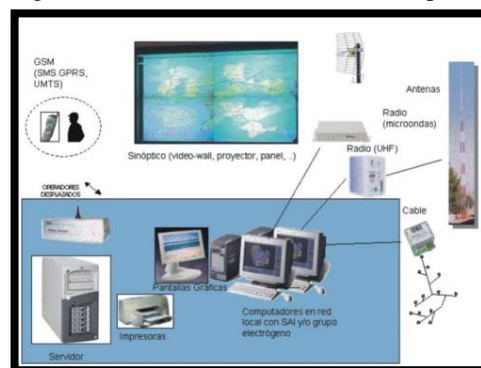 GSM
(SMS.GPRS,
UMTS)
Sinóptico (video-wall, proyector, panel, ..)
Antenas
Radio
(microondas)
Radio (UHF)
Cable
OPERADORES
DESPLAZADOS
Pantallas Gráficas
Computadores en red
local con SAI y/o grupo
electrógeno
Impresoras
Servidor